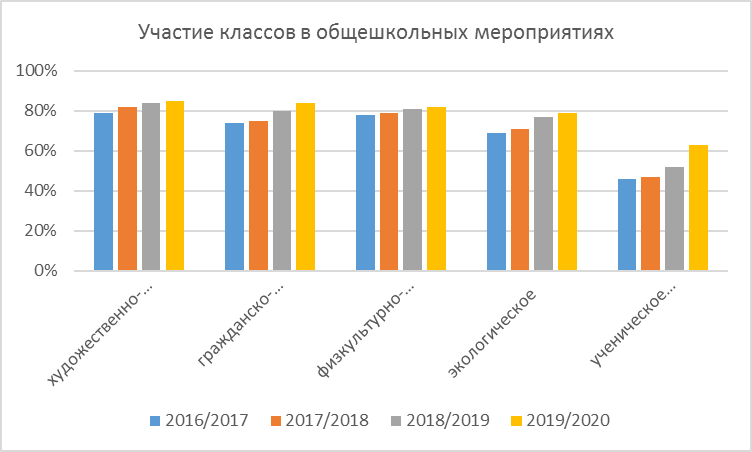 Участие классов в общешкольных мероприятиях
100%
80%
60%
40%
20%
0%
художественно-...
гражданско-...
физкультурно-...
экологическое
ученическое...
2016/2017 2017/2018 2018/2019 2019/2020